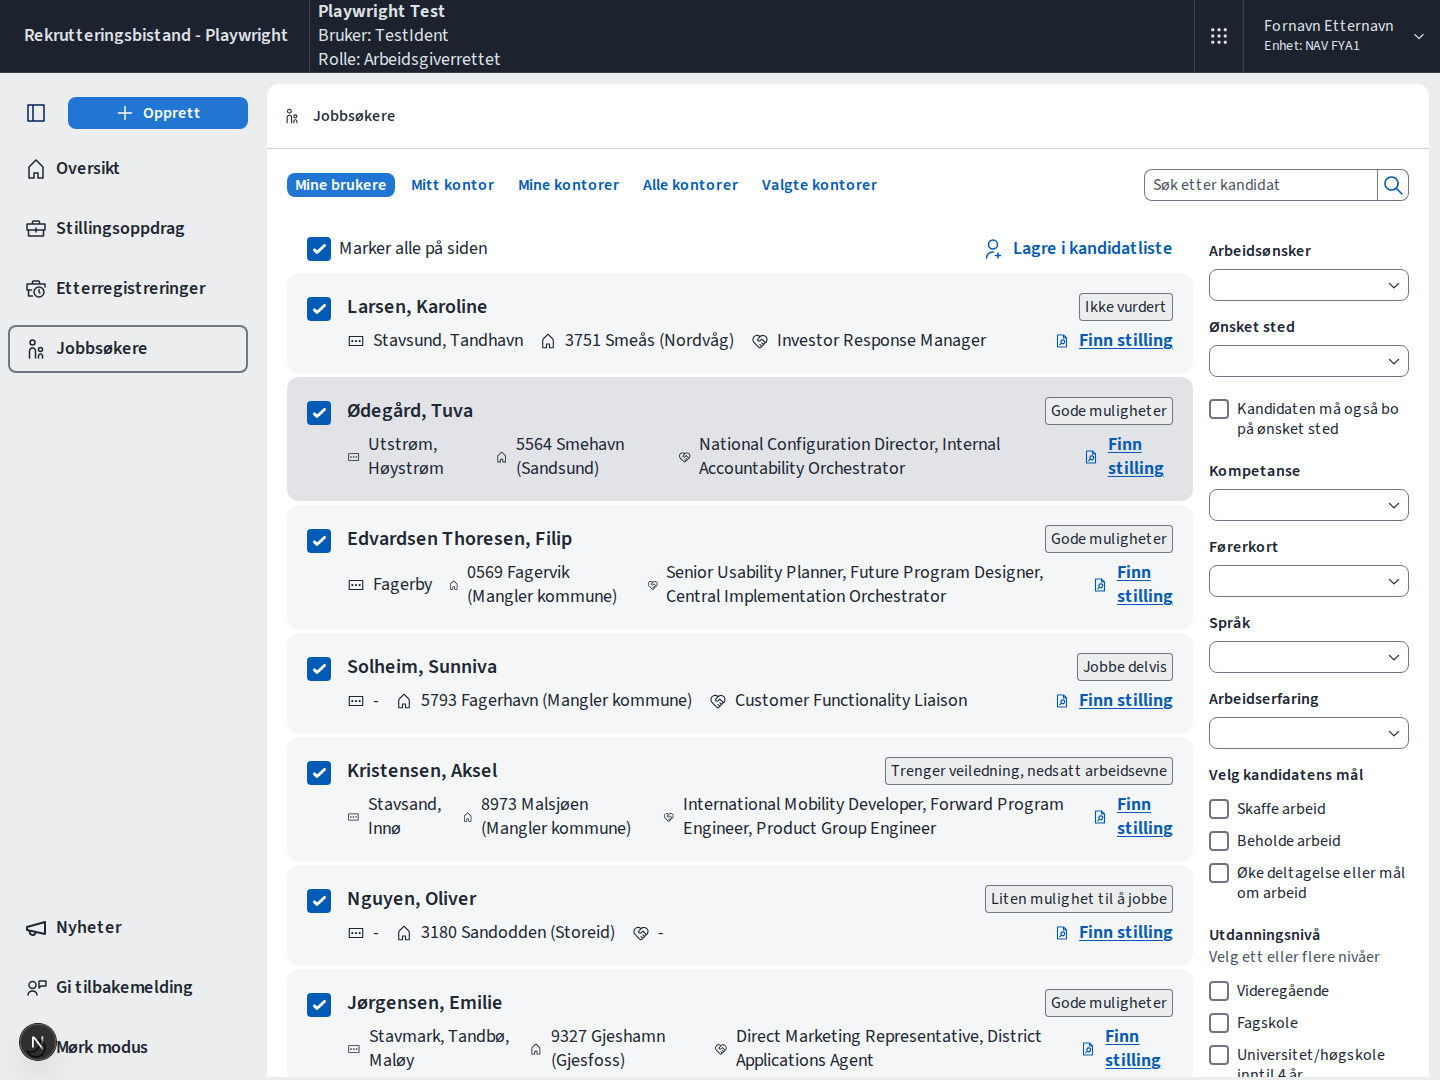 Rekrutteringsbistand - Playwright
Playwright Test
Bruker: TestIdent
Rolle: Arbeidsgiverrettet
Fornavn Etternavn
Enhet: NAV FYA1
Opprett
Oversikt
Stillingsoppdrag
Etterregistreringer
Jobbsøkere
Nyheter
Gi tilbakemelding
N
Mørk modus
Jobbsøkere
Mine brukere
Mitt kontor
Mine kontorer
Alle kontorer
Valgte kontorer
Søk etter kandidat
Marker alle på siden
Lagre i kandidatliste
Larsen, Karoline
Ikke vurdert
Stavsund, Tandhavn
3751 Smeås (Nordvåg)
Investor Response Manager
Finn stilling
Ødegård, Tuva
Gode muligheter
Utstrøm,
Høystrøm
5564 Smehavn
(Sandsund)
National Configuration Director, Internal
Accountability Orchestrator
Finn
stilling
Edvardsen Thoresen, Filip
Gode muligheter
Fagerby
0569 Fagervik
(Mangler kommune)
Senior Usability Planner, Future Program Designer,
Central Implementation Orchestrator
Finn
stilling
Solheim, Sunniva
Jobbe delvis
-
5793 Fagerhavn (Mangler kommune)
Customer Functionality Liaison
Finn stilling
Kristensen, Aksel
Trenger veiledning, nedsatt arbeidsevne
Stavsand,
Innø
8973 Malsjøen
(Mangler kommune)
International Mobility Developer, Forward Program
Engineer, Product Group Engineer
Finn
stilling
Nguyen, Oliver
Liten mulighet til å jobbe
-
3180 Sandodden (Storeid)
-
Finn stilling
Jørgensen, Emilie
Gode muligheter
Stavmark, Tandbø,
Maløy
9327 Gjeshamn
(Gjesfoss)
Direct Marketing Representative, District
Applications Agent
Finn
stilling
Arbeidsønsker
Ønsket sted
Kandidaten må også bo
på ønsket sted
Kompetanse
Førerkort
Språk
Arbeidserfaring
Velg kandidatens mål
Skaffe arbeid
Beholde arbeid
Øke deltagelse eller mål
om arbeid
Utdanningsnivå
Velg ett eller flere nivåer
Videregående
Fagskole
Universitet/høgskole
inntil 4 år